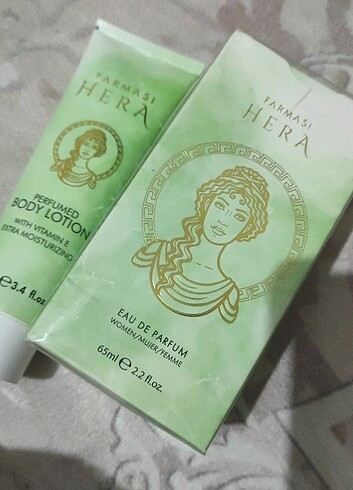 FARMASI
HERA
PERFUMED
BODY LOTION
WITH VITAMIN E
EXTRA MOISTURIZING
℮3.4 fl.oz.
FARMASI
HERA
EAU DE PARFUM
WOMEN/MUJER/FEMME
65ml ℮ 2.2 fl.oz.